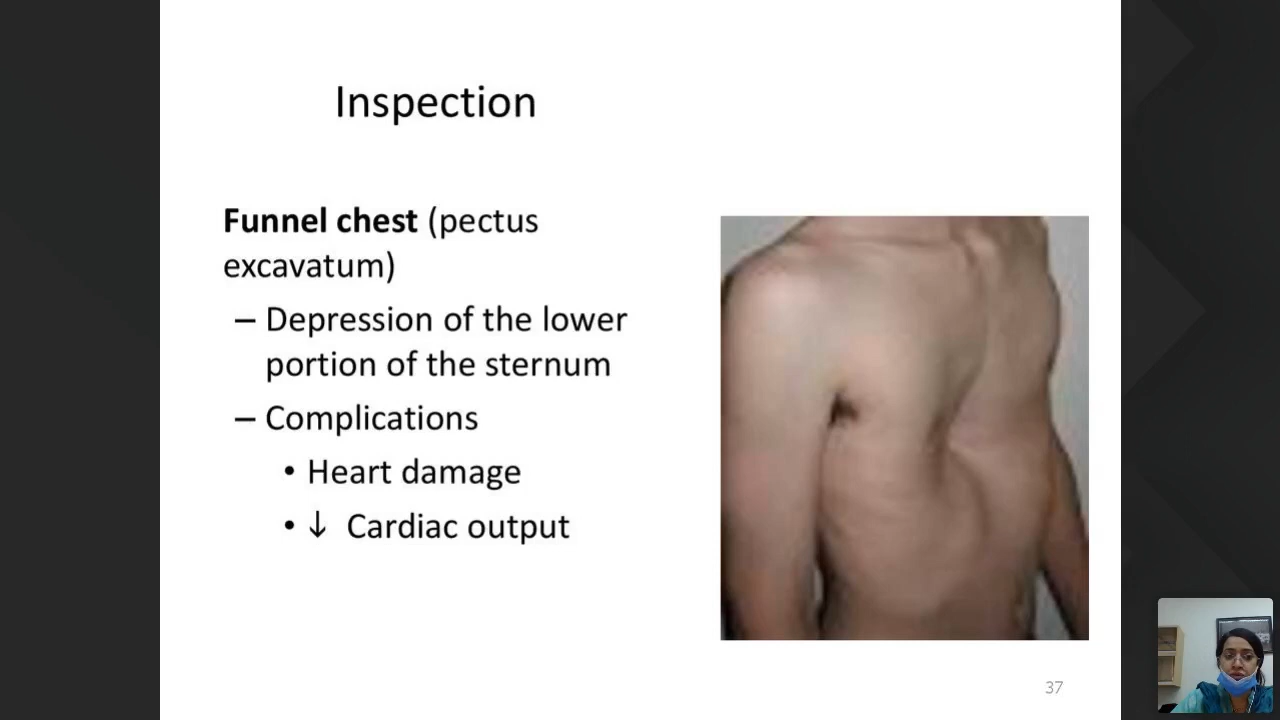 Inspection
Funnel chest (pectus
excavatum)
– Depression of the lower
portion of the sternum
– Complications
• Heart damage
• ↓ Cardiac output
37